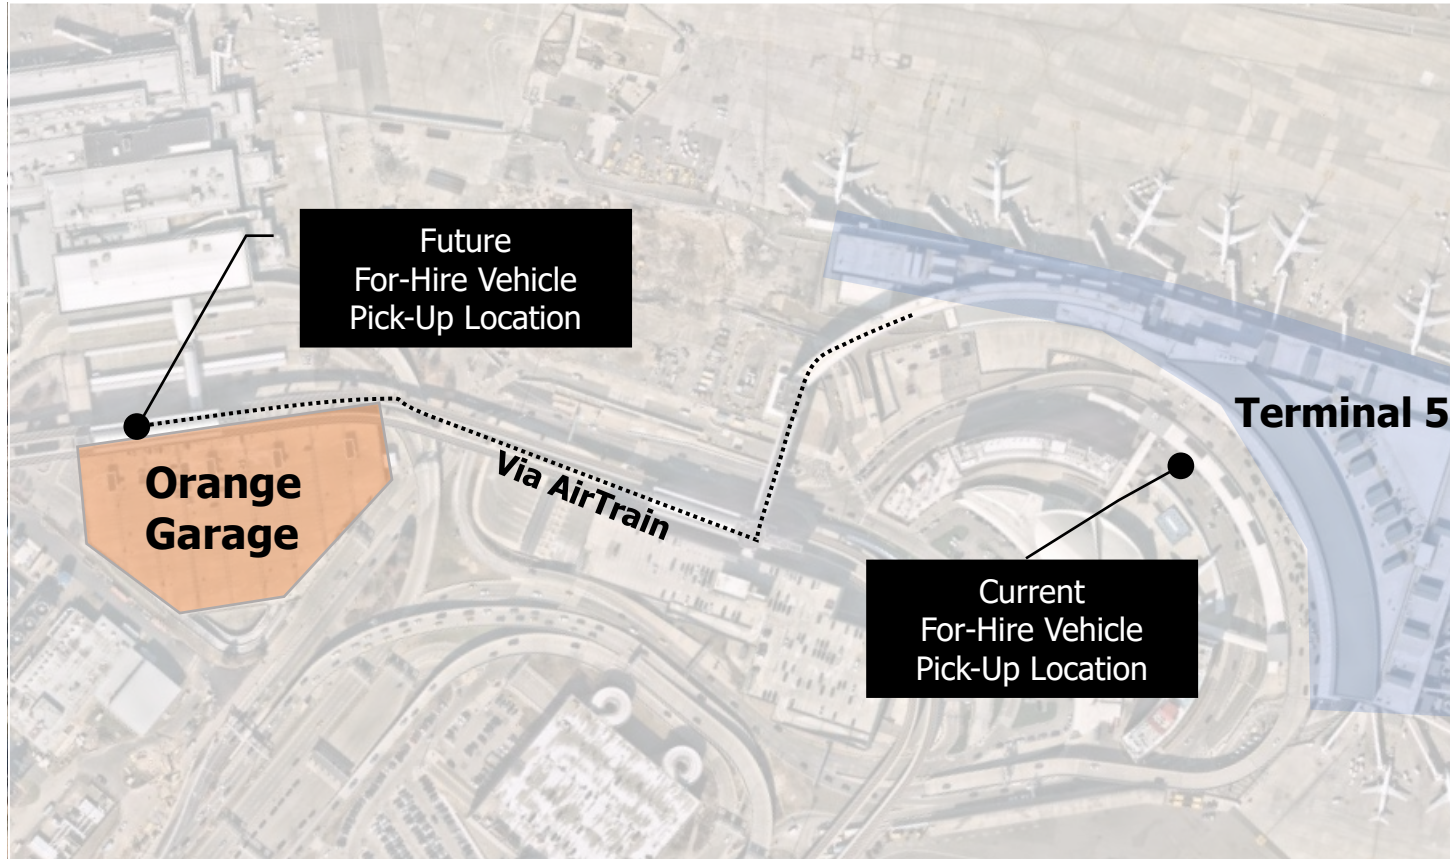 Future
For-Hire Vehicle
Pick-Up Location
Terminal 5
Orange
Garage
Via AirTrain
Current
For-Hire Vehicle
Pick-Up Location